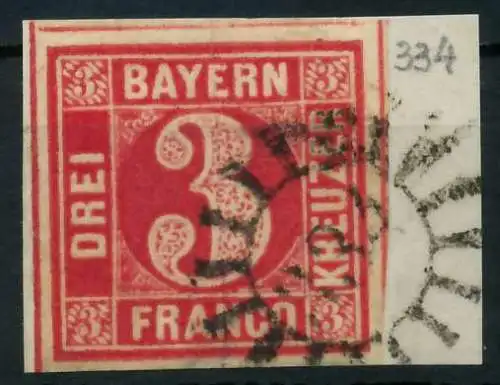 334
3 BAYERN 3
DREI
3
KREUZER
3 FRANCO 3